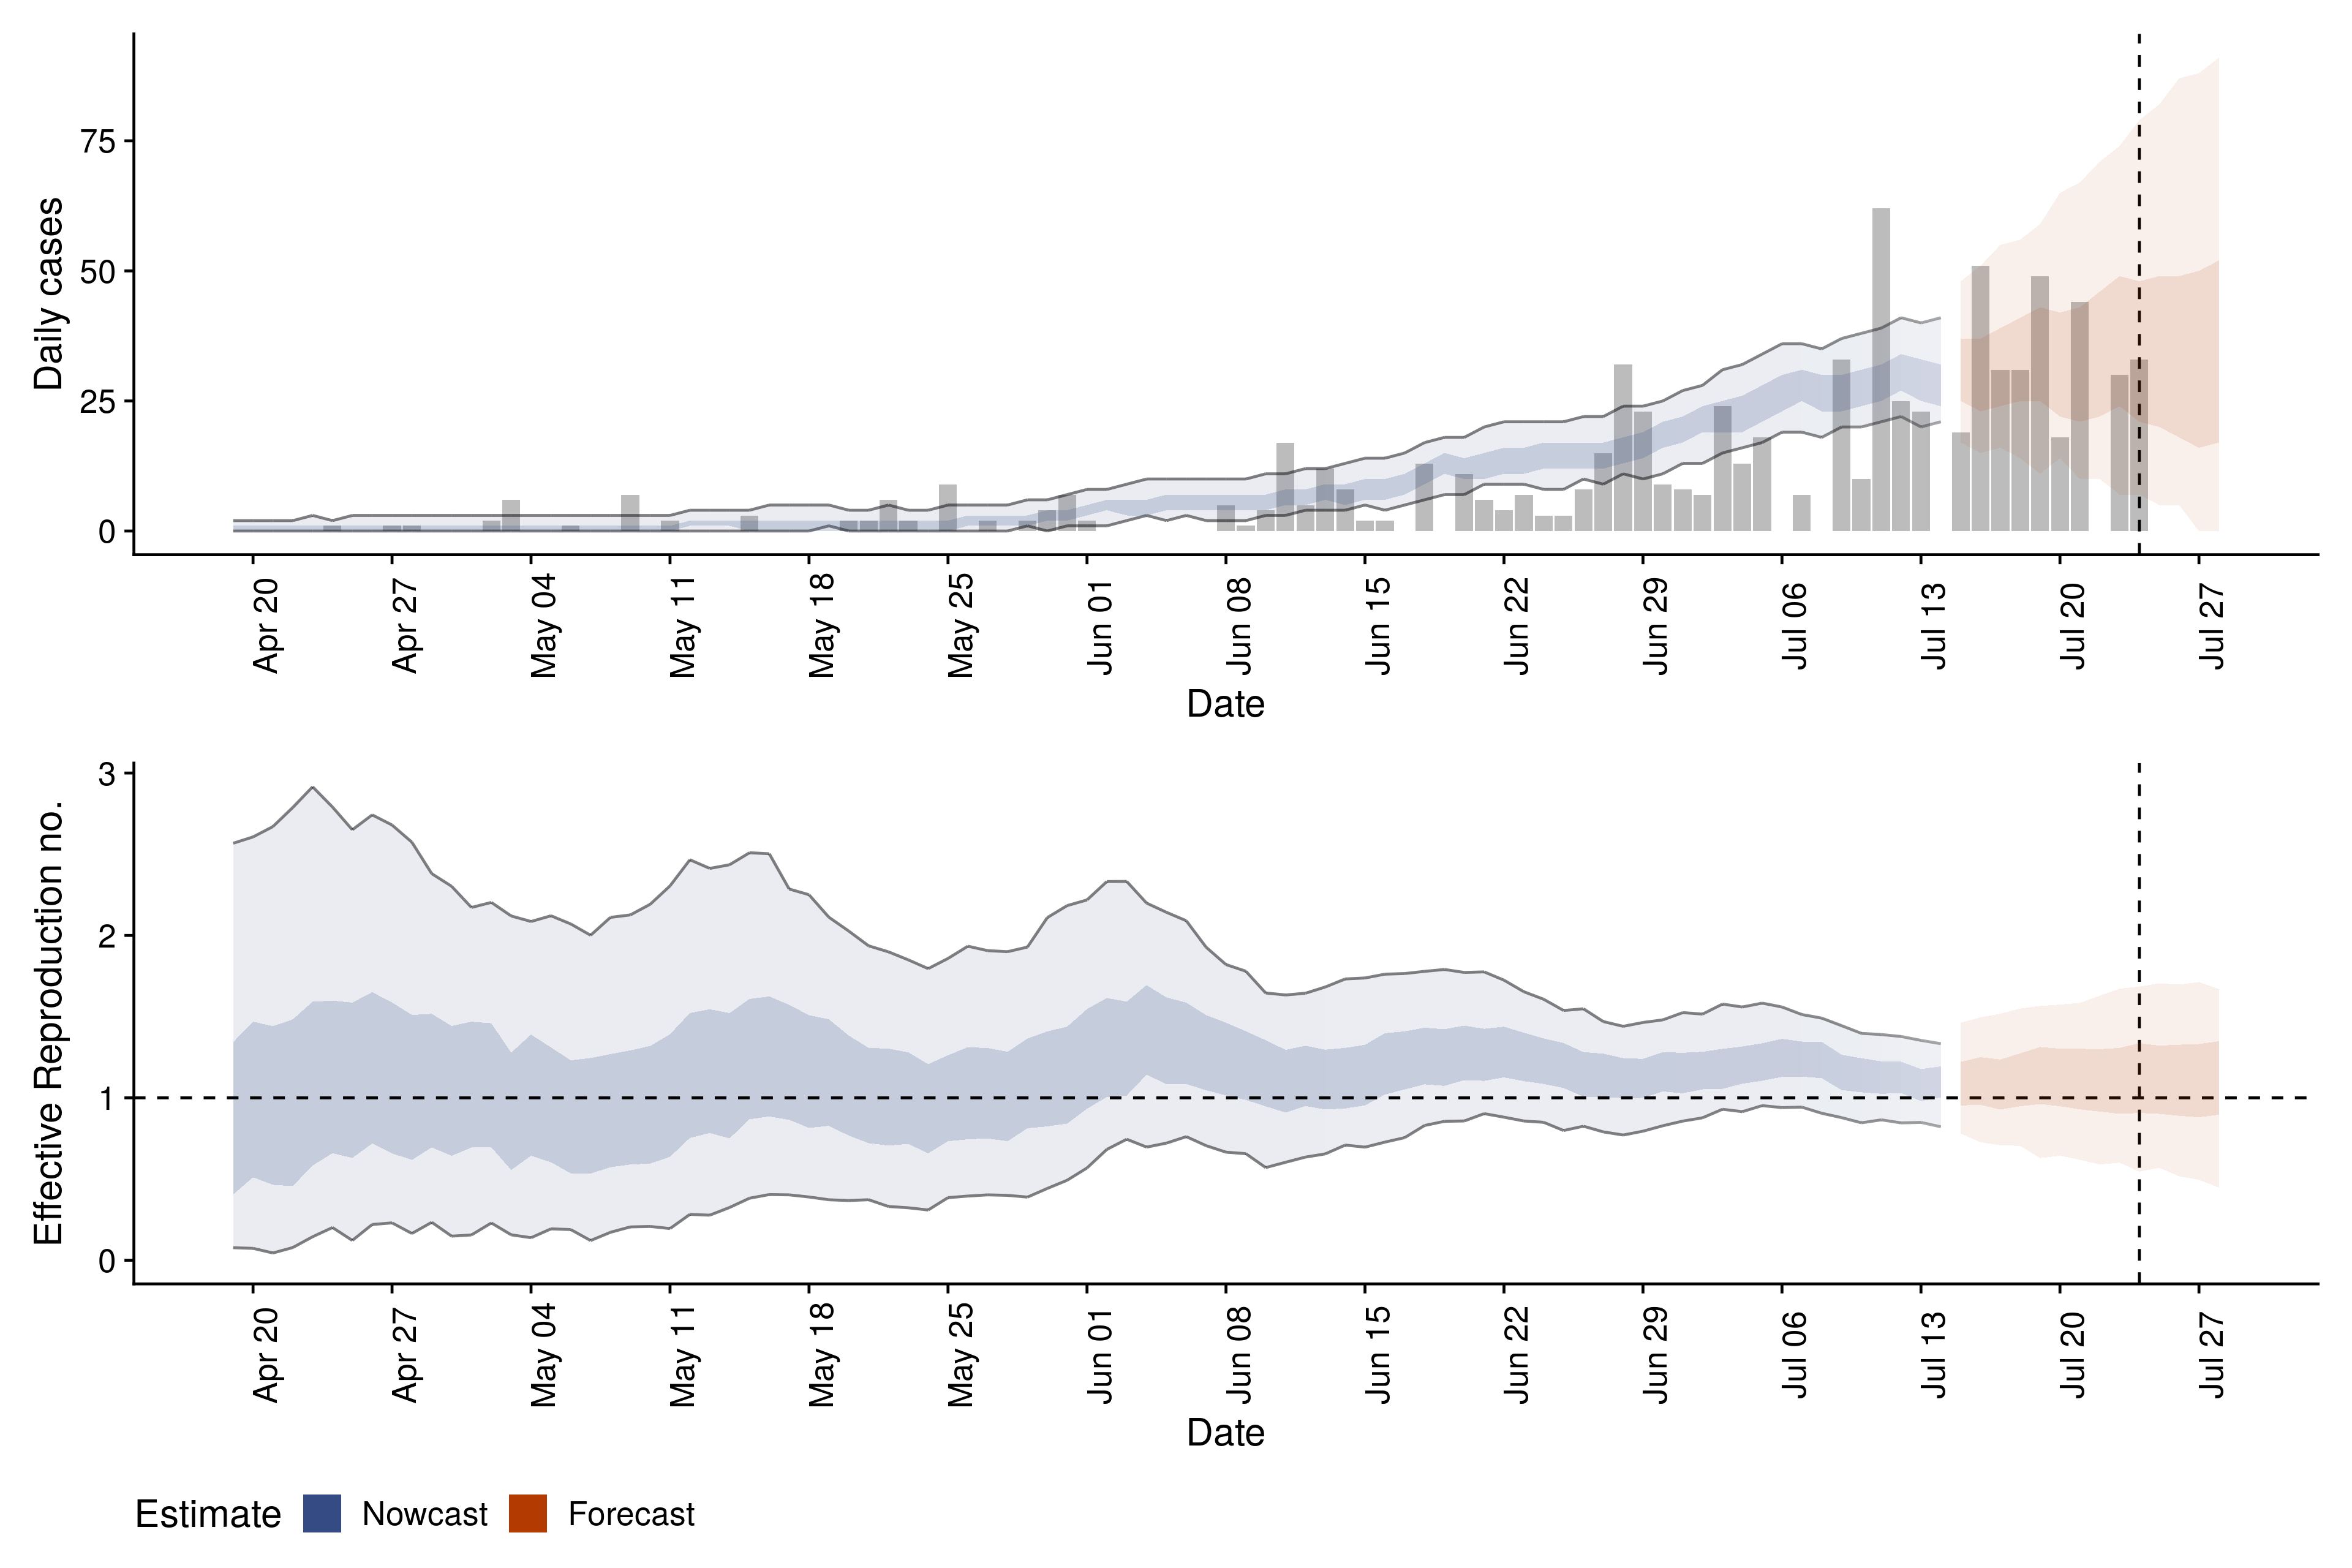 Daily cases
75
50
25
0
Apr 20
Apr 27
May 04
May 11
May 18
May 25
Jun 01
Jun 08
Jun 15
Jun 22
Jun 29
Jul 06
Jul 13
Jul 20
Jul 27
Date
Effective Reproduction no.
3
2
1
0
Apr 20
Apr 27
May 04
May 11
May 18
May 25
Jun 01
Jun 08
Jun 15
Jun 22
Jun 29
Jul 06
Jul 13
Jul 20
Jul 27
Date
Estimate Nowcast Forecast